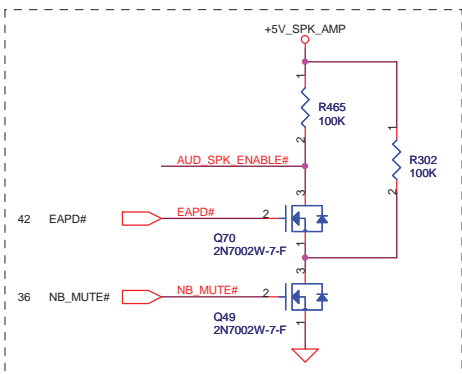 +5V_SPK_AMP
1
R465
100K
2
1
R302
100K
2
AUD_SPK_ENABLE#
3
42 EAPD#
EAPD#
2
1
Q70
2N7002W-7-F
3
36 NB_MUTE#
NB_MUTE#
2
1
Q49
2N7002W-7-F